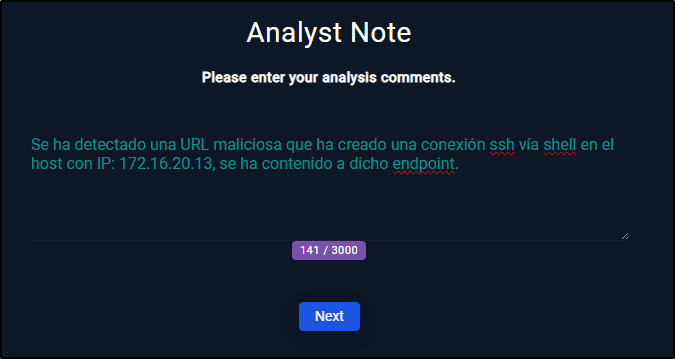 Analyst Note
Please enter your analysis comments.
Se ha detectado una URL maliciosa que ha creado una conexión ssh vía shell en el
host con IP: 172.16.20.13, se ha contenido a dicho endpoint.
141 / 3000
Next